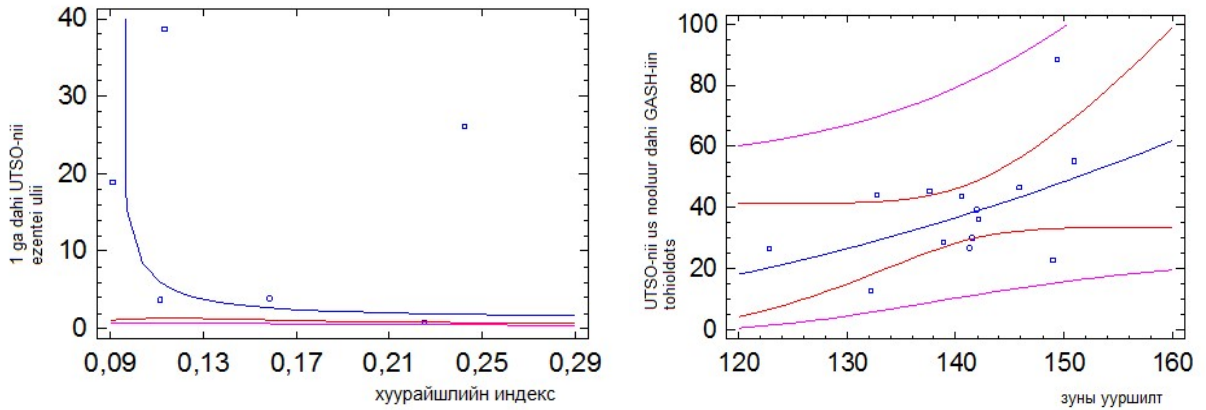 40
30
20
10
0
1 ga dahi UTSO-nii
ezentei ulii
0,09 0,13 0,17 0,21 0,25 0,29
хуурайшлийн индекс
100
80
60
40
20
0
UTSO-nii us nooluur dahi GASH-iin
tohioldots
120 130 140 150 160
зуны ууршилт